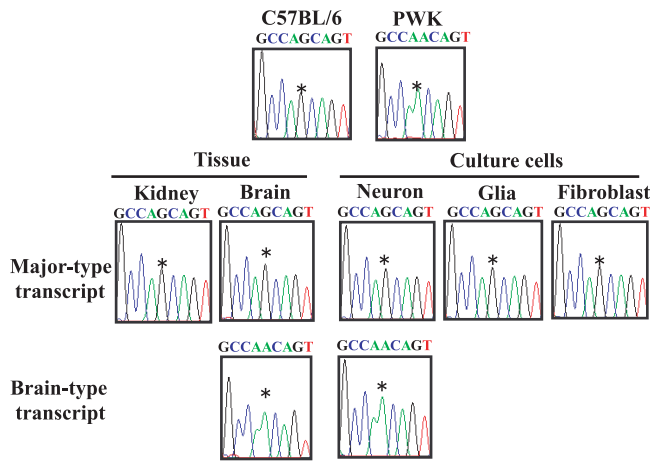 C57BL/6 PWK
GCCAGCAGT GCCAACAGT
* *
Tissue Culture cells
Kidney Brain Neuron Glia Fibroblast
GCCAGCAGT GCCAGCAGT GCCAGCAGT GCCAGCAGT GCCAGCAGT
* * * * *
Major-type
transcript
GCCAACAGT GCCAACAGT
* *
Brain-type
transcript